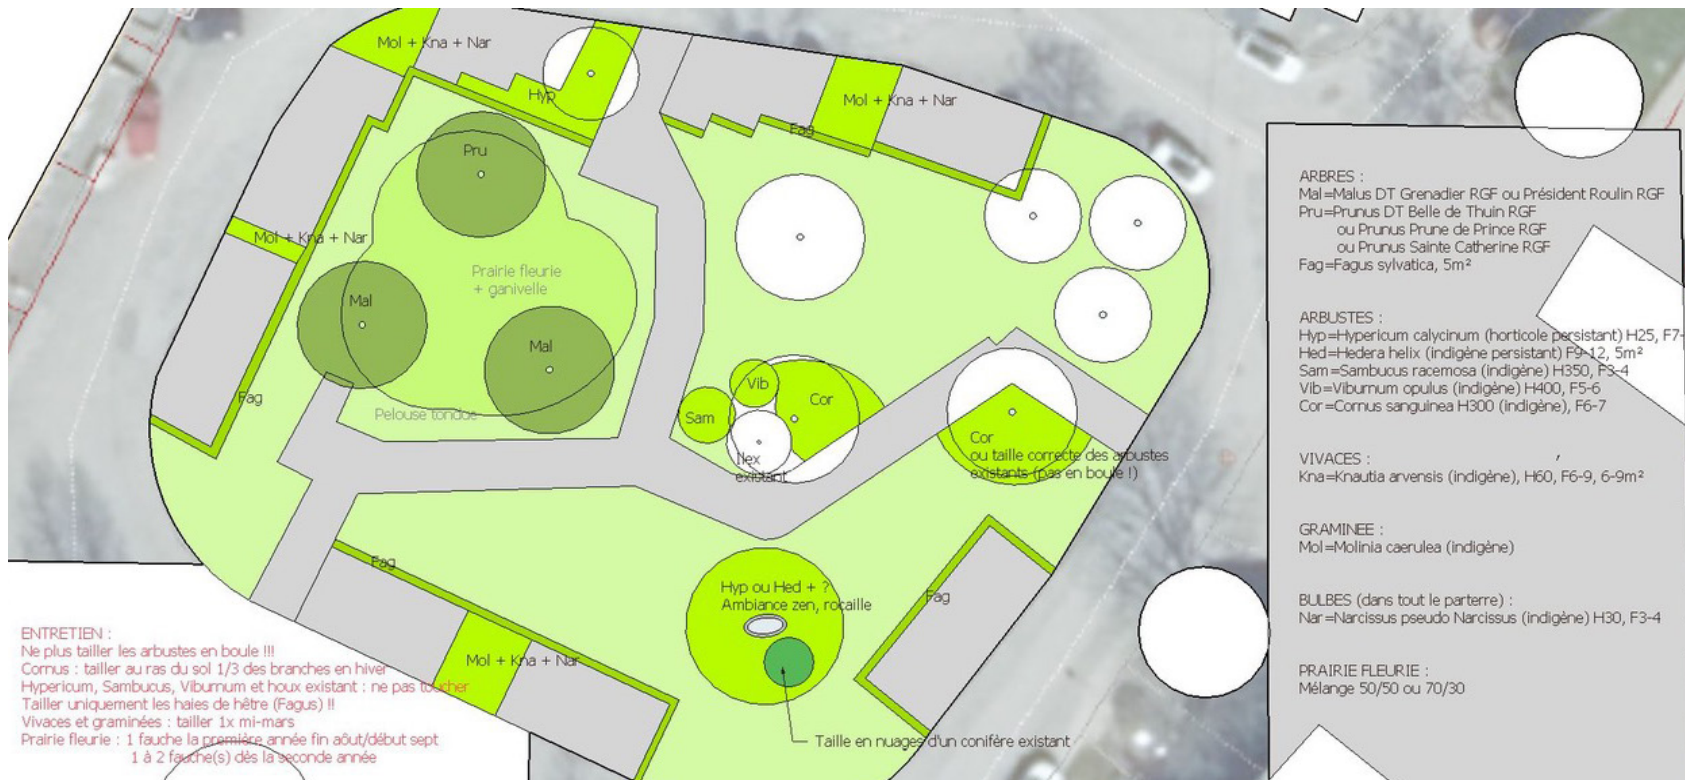 Mol + Kna + Nar
Hyp
Mol + Kna + Nar
Fag
Pru
Mol + Kna + Nar
Prairie fleurie
+ ganivelle
Mal
Mal
Fag
Pelouse tondue
Vib
Sam
Cor
Ilex
existant
Cor
ou taille correcte des arbustes
existants (pas en boule !)
Fag
Hyp ou Hed + ?
Ambiance zen, rocaille
Fag
Mol + Kna + Nar
Taille en nuages d'un conifère existant
ENTRETIEN :
Ne plus tailler les arbustes en boule !!!
Cornus : tailler au ras du sol 1/3 des branches en hiver
Hypericum, Sambucus, Viburnum et houx existant : ne pas toucher
Tailler uniquement les haies de hêtre (Fagus) !!
Vivaces et graminées : tailler 1x mi-mars
Prairie fleurie : 1 fauche la première année fin août/début sept
1 à 2 fauche(s) dès la seconde année
ARBRES :
Mal=Malus DT Grenadier RGF ou Président Roulin RGF
Pru=Prunus DT Belle de Thuin RGF
ou Prunus Prune de Prince RGF
ou Prunus Sainte Catherine RGF
Fag=Fagus sylvatica, 5m²
ARBUSTES :
Hyp=Hypericum calycinum (horticole persistant) H25, F7-
Hed=Hedera helix (indigène persistant) F9-12, 5m²
Sam=Sambucus racemosa (indigène) H350, F3-4
Vib=Viburnum opulus (indigène) H400, F5-6
Cor=Cornus sanguinea H300 (indigène), F6-7
VIVACES :
Kna=Knautia arvensis (indigène), H60, F6-9, 6-9m²
GRAMINEE :
Mol=Molinia caerulea (indigène)
BULBES (dans tout le parterre) :
Nar=Narcissus pseudo Narcissus (indigène) H30, F3-4
PRAIRIE FLEURIE :
Mélange 50/50 ou 70/30